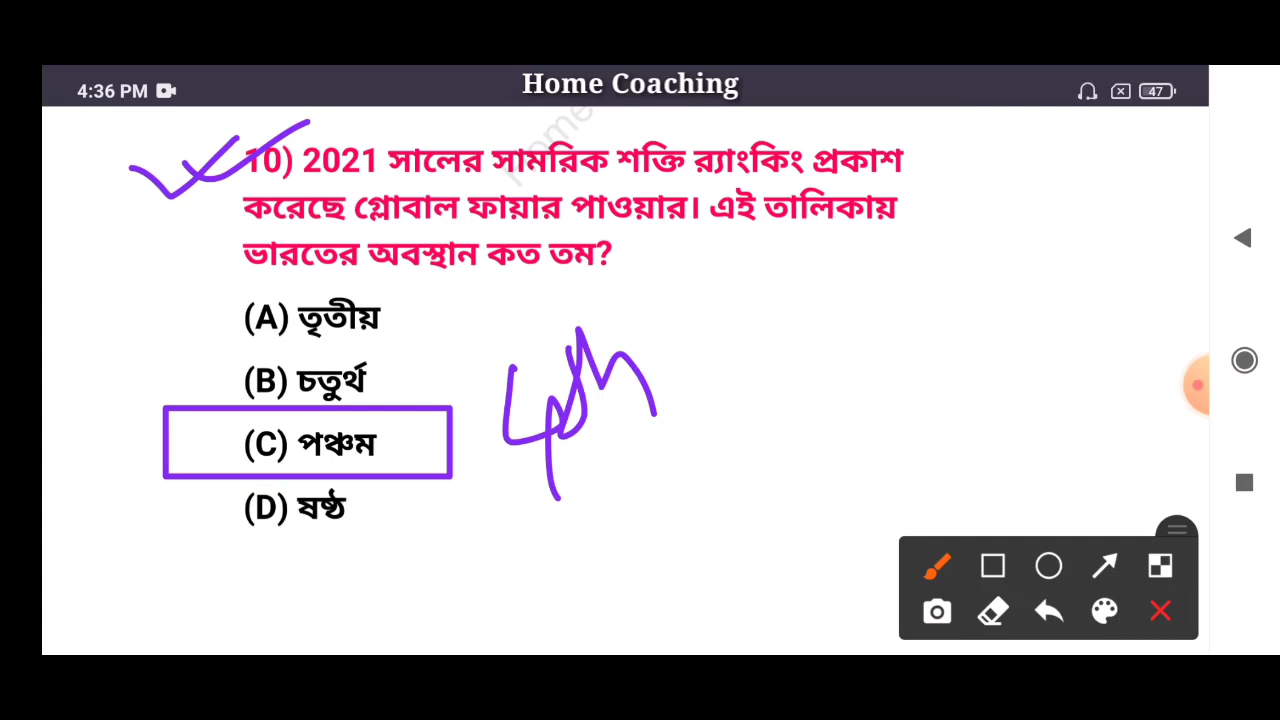 Home Coaching
4:36 PM
47
Home
10) 2021 সালের সামরিক শক্তি র‍্যাংকিং প্রকাশ
করেছে গ্লোবাল ফায়ার পাওয়ার। এই তালিকায়
ভারতের অবস্থান কত তম?
(A) তৃতীয়
(B) চতুর্থ
(C) পঞ্চম
4th
(D) ষষ্ঠ